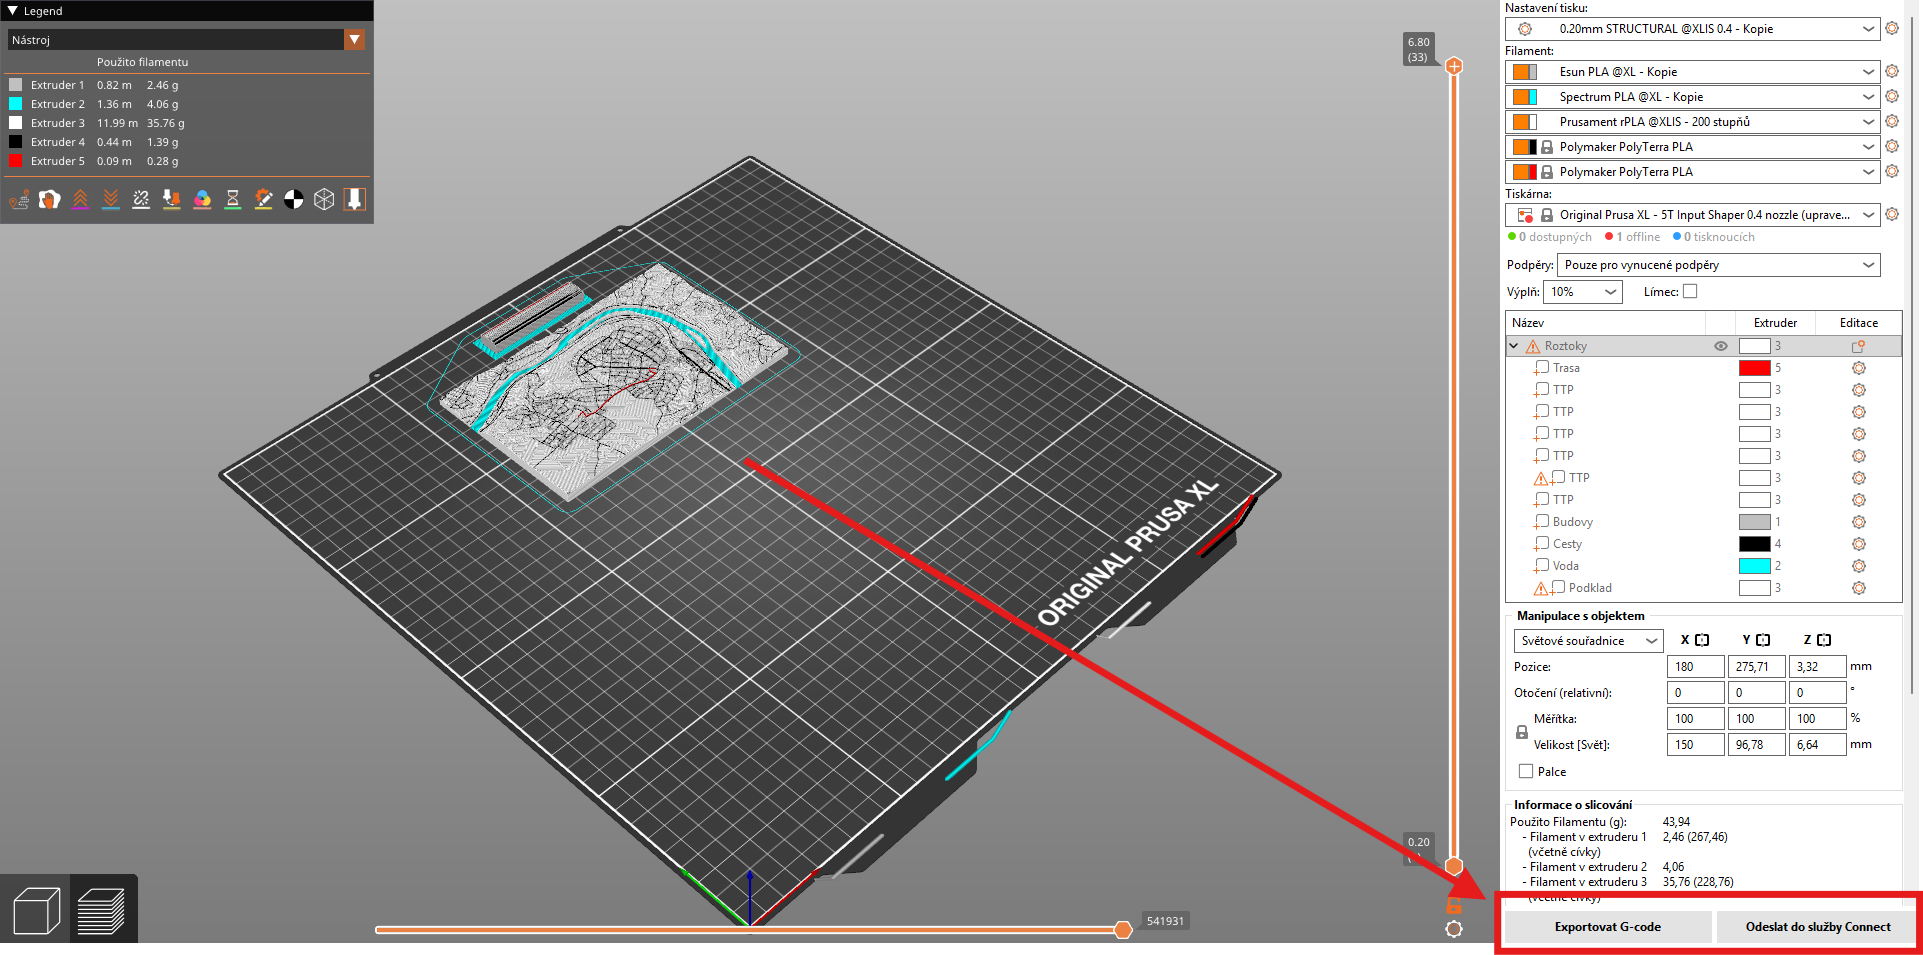 Legend
Nástroj
Použito filamentu
Extruder 1 0.82 m 2.46 g
Extruder 2 1.36 m 4.06 g
Extruder 3 11.99 m 35.76 g
Extruder 4 0.44 m 1.39 g
Extruder 5 0.09 m 0.28 g
ORIGINAL PRUSA XL
6.80
(33)
0.20
541931
Nastavení tisku:
0.20mm STRUCTURAL @XLIS 0.4 - Kopie
Filament:
Esun PLA @XL - Kopie
Spectrum PLA @XL - Kopie
Prusament rPLA @XLIS - 200 stupňů
Polymaker PolyTerra PLA
Polymaker PolyTerra PLA
Tiskárna:
Original Prusa XL - 5T Input Shaper 0.4 nozzle (uprave...
0 dostupných 1 offline 0 tisknoucích
Podpěry: Pouze pro vynucené podpěry
Výplň: 10% Límec:
Název Extruder Editace
Roztoky 3
Trasa 5
TTP 3
TTP 3
TTP 3
TTP 3
TTP 3
TTP 3
Budovy 1
Cesty 4
Voda 2
Podklad 3
Manipulace s objektem
Světové souřadnice X Y Z
Pozice: 180 275,71 3,32 mm
Otočení (relativní): 0 0 0 °
Měřítka: 100 100 100 %
Velikost [Svět]: 150 96,78 6,64 mm
Palce
Informace o slicování
Použito Filamentu (g): 43,94
- Filament v extruderu 1 2,46 (267,46)
(včetně cívky)
- Filament v extruderu 2 4,06
- Filament v extruderu 3 35,76 (228,76)
(včetně cívky)
Exportovat G-code Odeslat do služby Connect